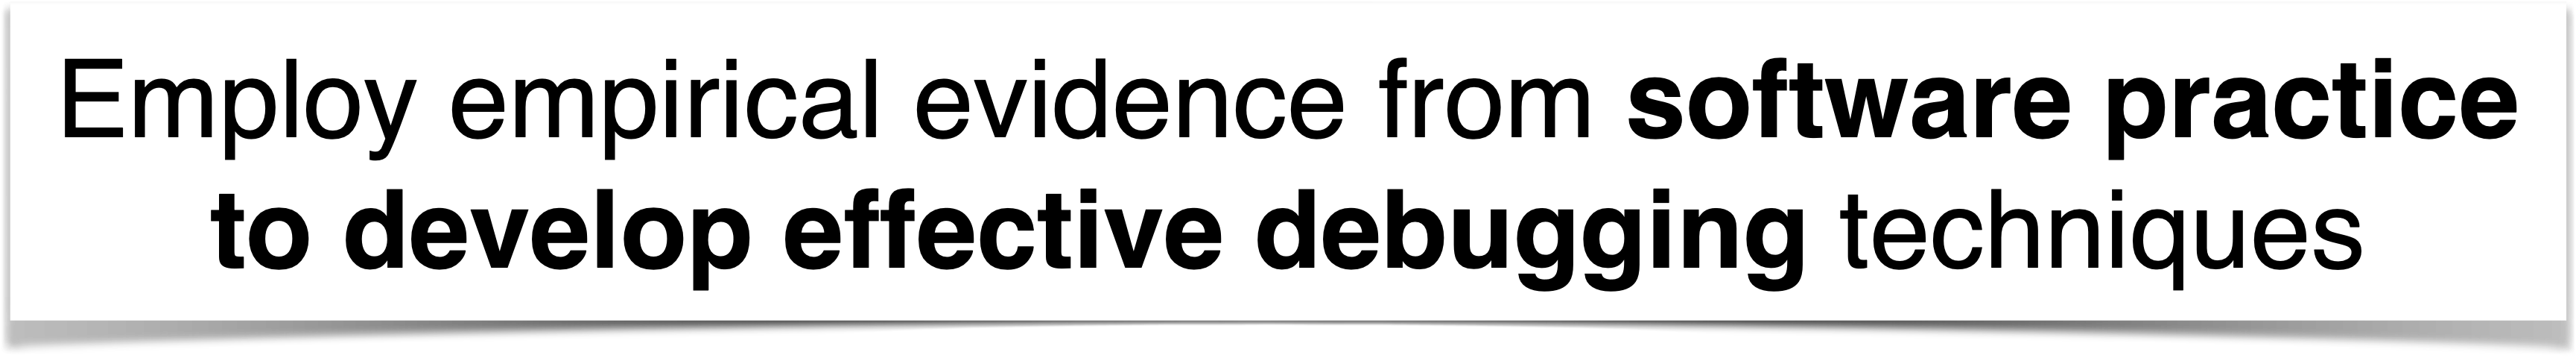 Employ empirical evidence from software practice
to develop effective debugging techniques